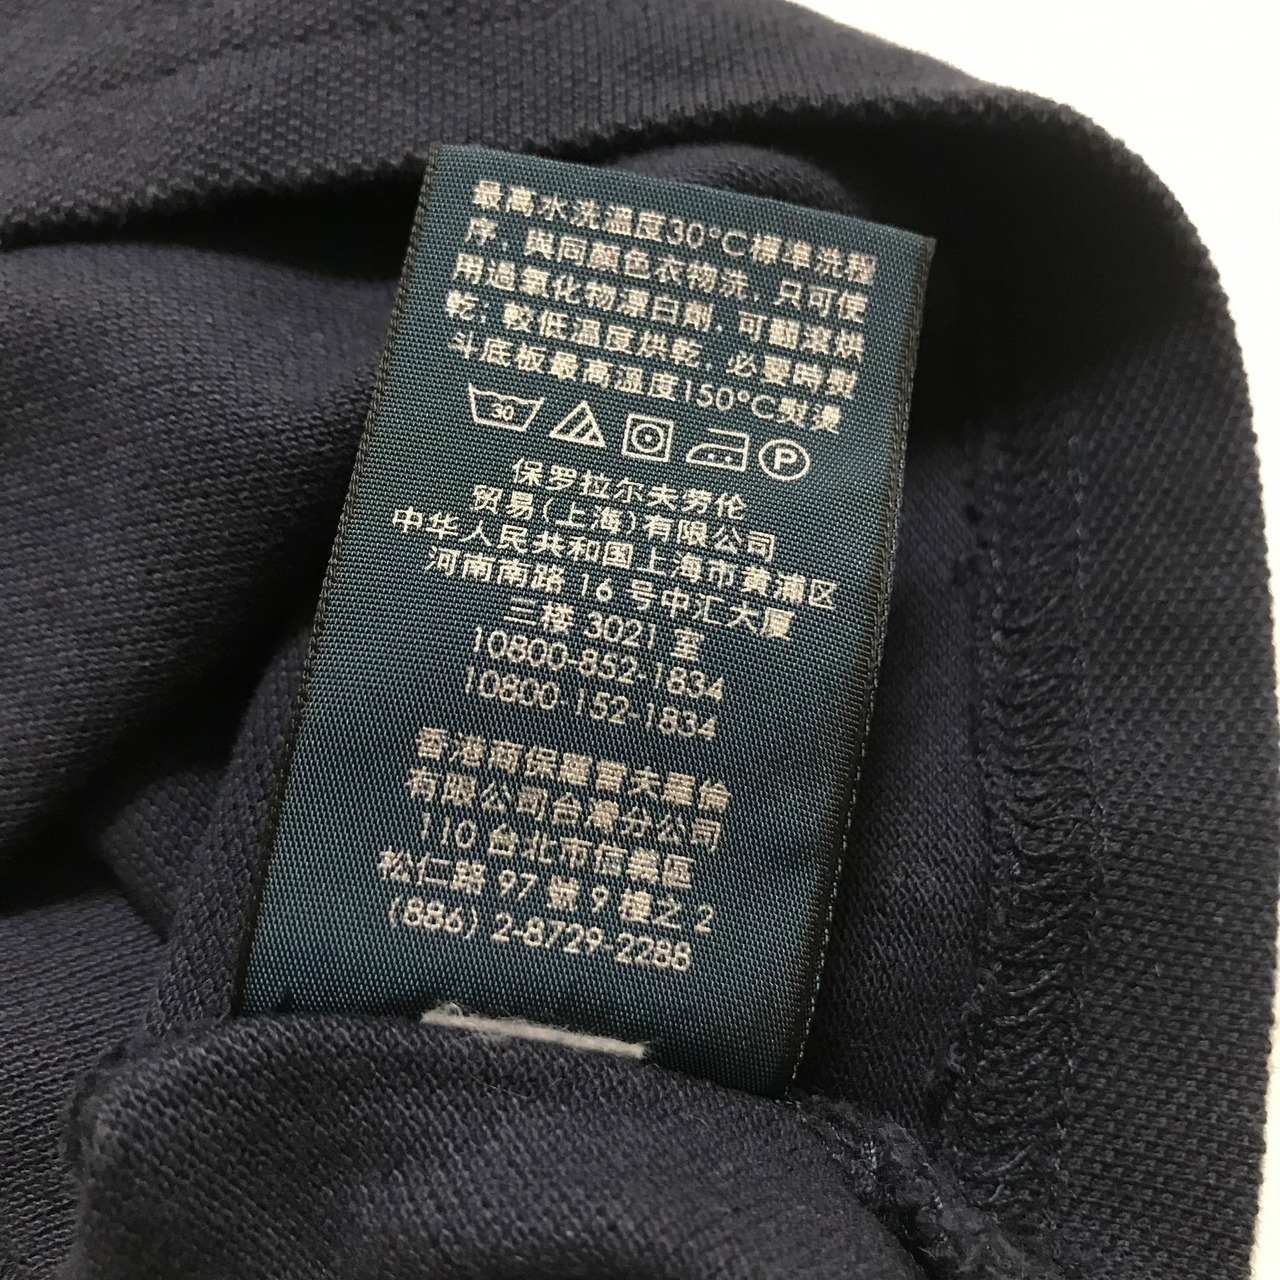 最高水洗温度30°C標準洗程
序, 與同顏色衣物洗, 只可使
用過氧化物漂白劑, 可翻滾烘
乾, 較低溫度烘乾, 必要時熨
斗底板最高溫度150°C熨燙
30
P
保罗拉尔夫劳伦
贸易(上海)有限公司
中华人民共和国上海市黄浦区
河南南路 16 号中汇大厦
三楼 3021 室
10800-852-1834
10800-152-1834
香港商保羅睿夫羅倫
有限公司台灣分公司
110 台北市信義區
松仁路 97 號 9 樓之 2
(886) 2-8729-2288